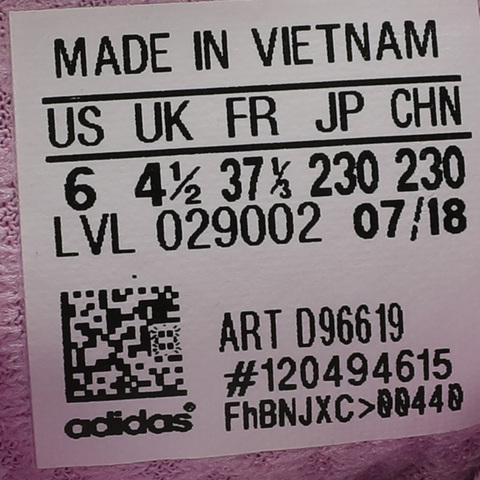 MADE IN VIETNAM
US UK FR JP CHN
6 4½ 37⅓ 230 230
LVL 029002 07/18
ART D96619
#120494615
adidas®
FhBNJXC>00440